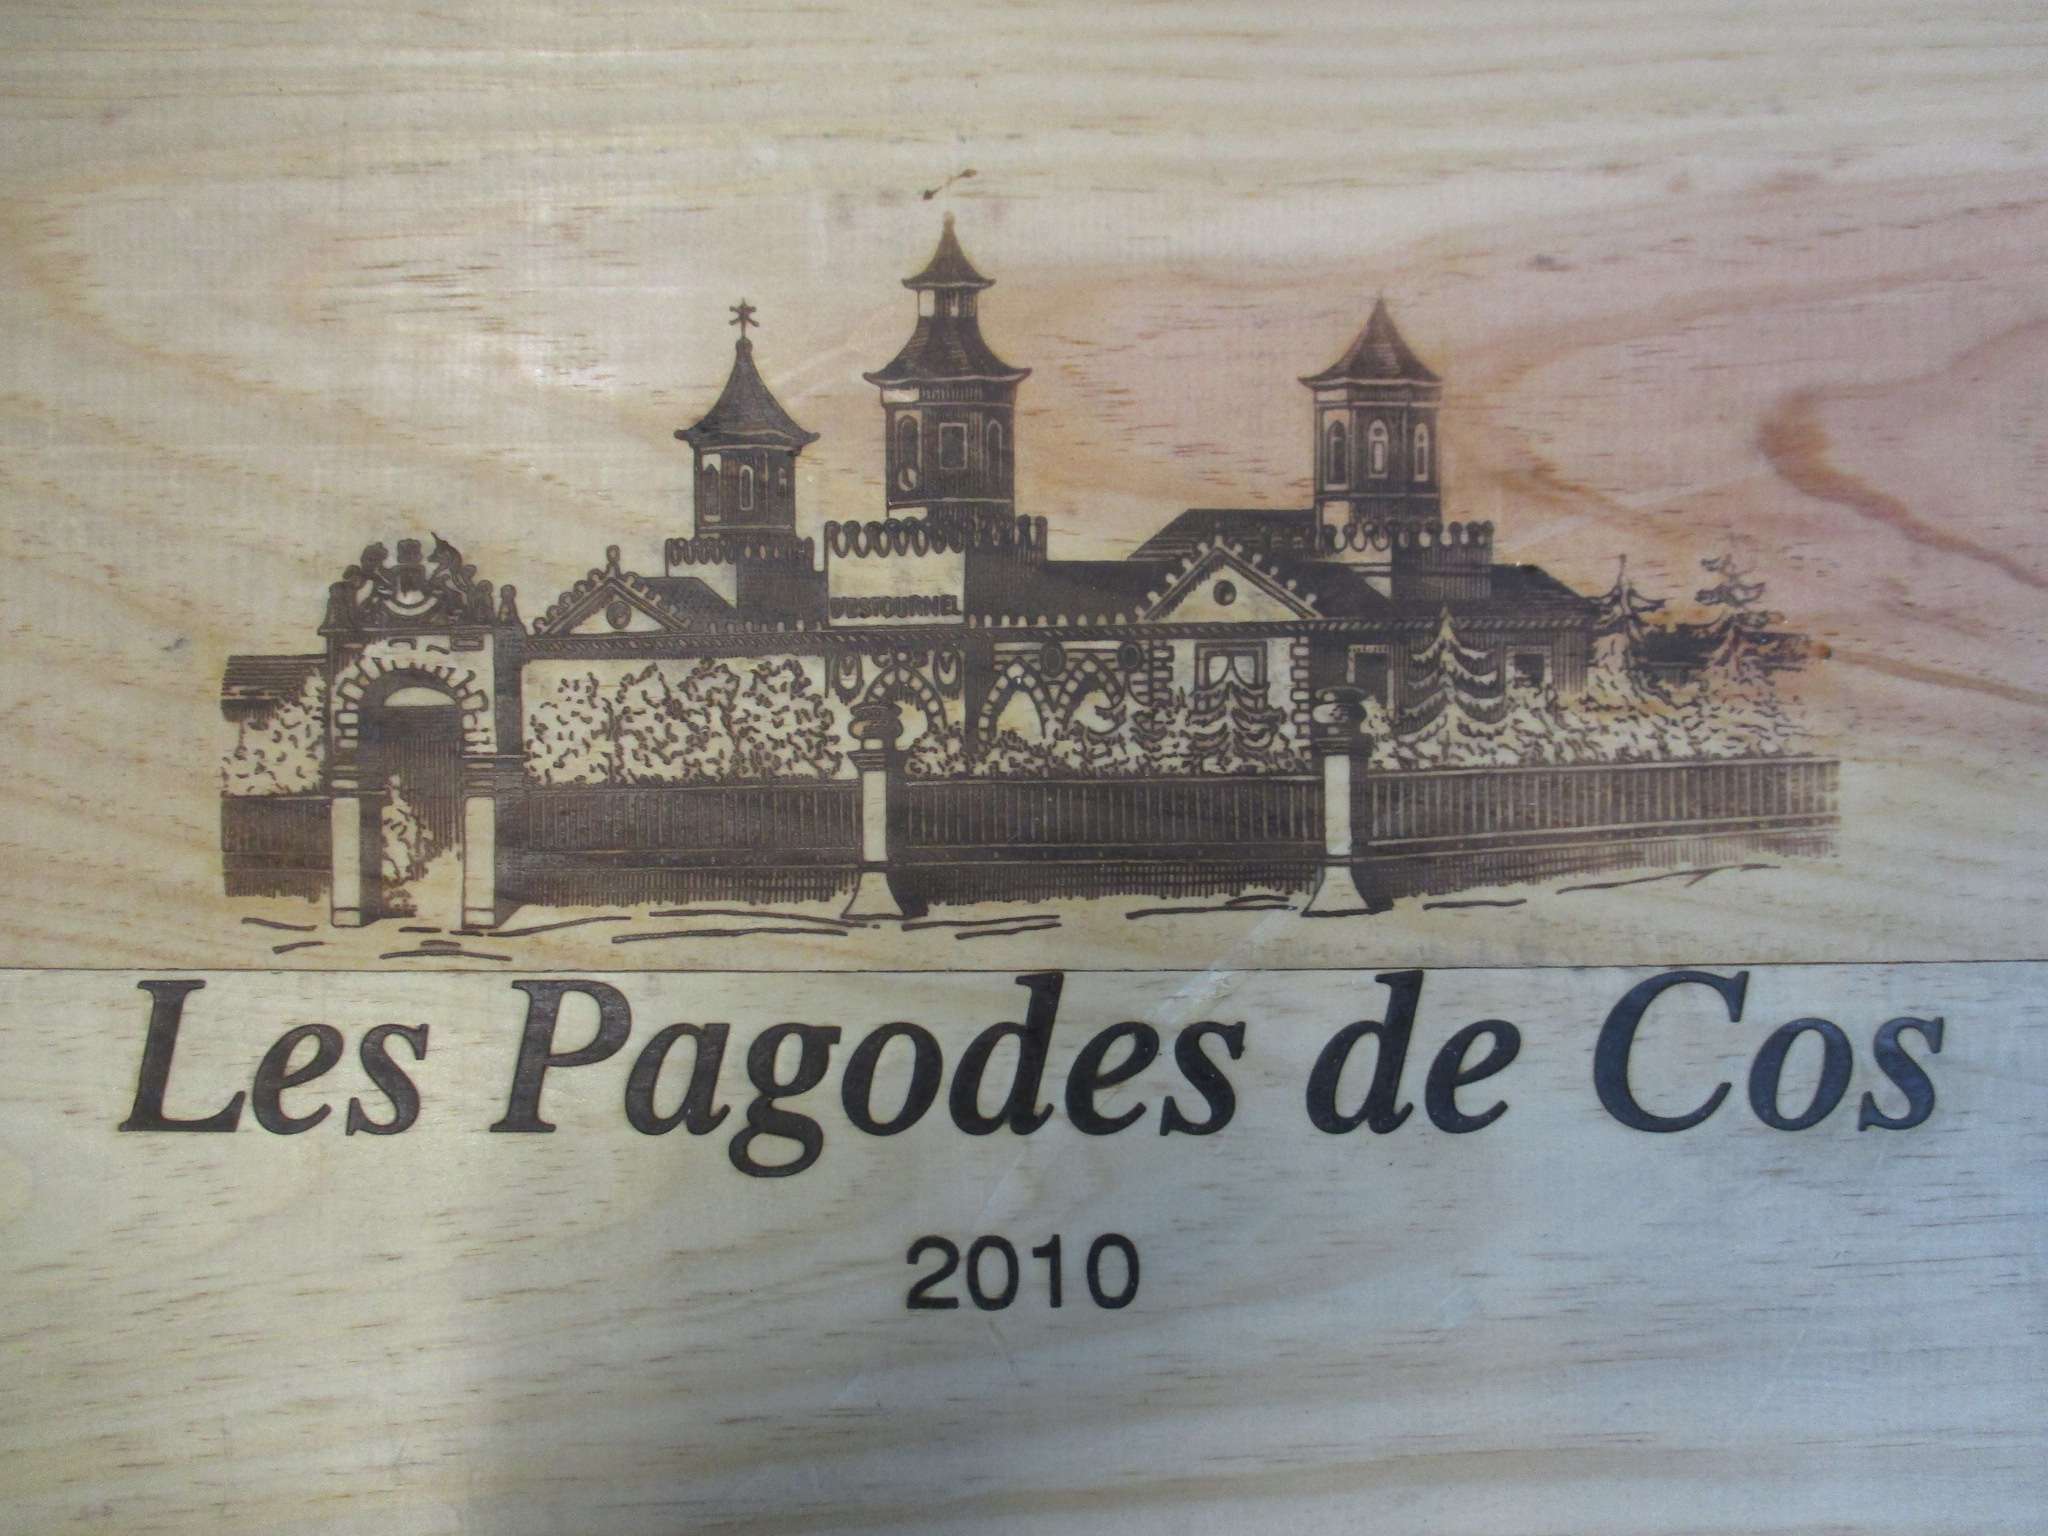 D'ESTOURNEL
Les Pagodes de Cos
2010